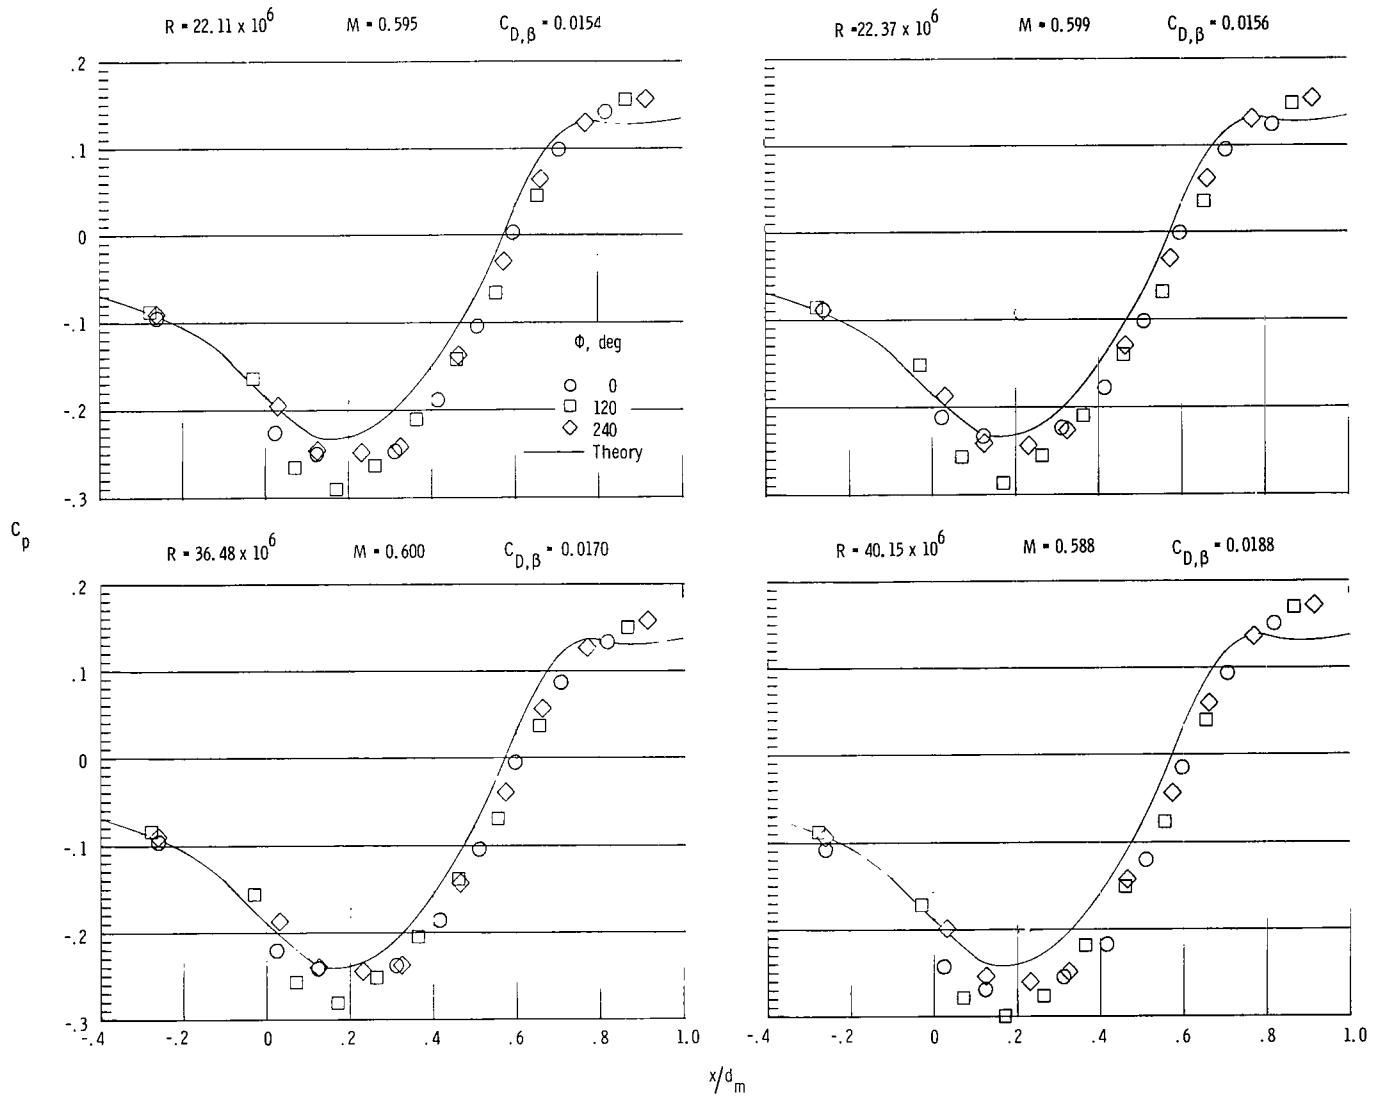 R = 22.11 x 10^6 M = 0.595 C_D,β = 0.0154
R = 22.37 x 10^6 M = 0.599 C_D,β = 0.0156
.2
.1
0
-.1
-.2
-.3
Φ, deg
0
120
240
Theory
C_p
R = 36.48 x 10^6 M = 0.600 C_D,β = 0.0170
R = 40.15 x 10^6 M = 0.588 C_D,β = 0.0188
.2
.1
0
-.1
-.2
-.3
-.4 -.2 0 .2 .4 .6 .8 1.0
-.4 -.2 0 .2 .4 .6 .8 1.0
x/d_m